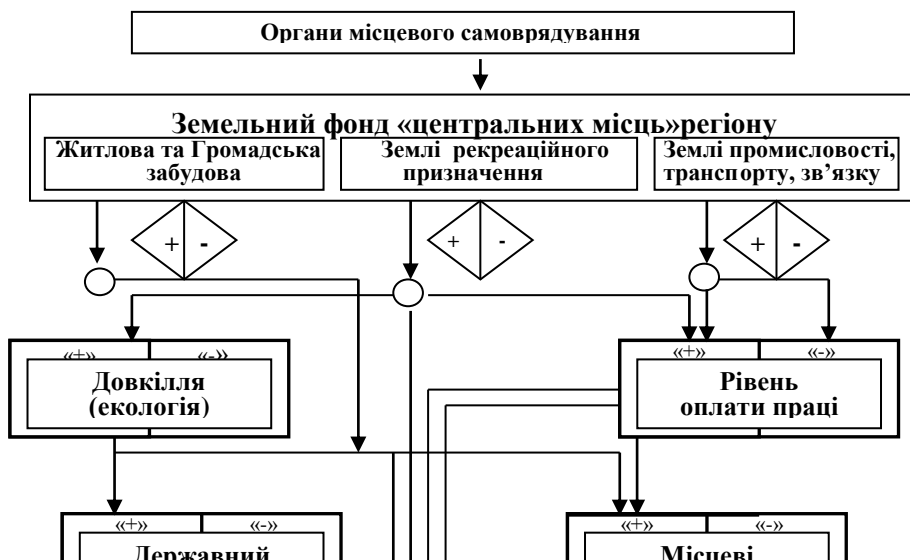 Органи місцевого самоврядування
Земельний фонд «центральних місць»регіону
Житлова та Громадська
забудова
Землі рекреаційного
призначення
Землі промисловості,
транспорту, зв’язку
+ -
+ -
+ -
«+» «-»
Довкілля
(екологія)
«+» «-»
Рівень
оплати праці
«+» «-»
Державний
«+» «-»
Місцеві